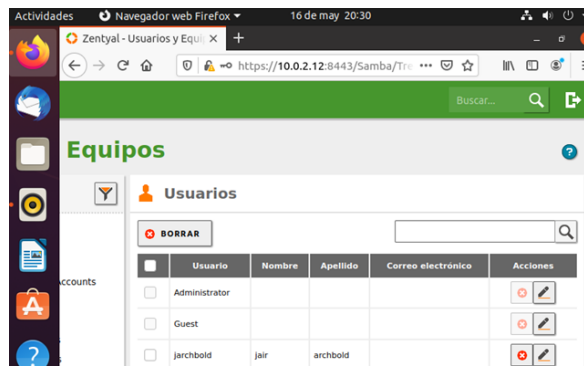 Actividades Navegador web Firefox 16 de may 20:30
Zentyal - Usuarios y Equi
https://10.0.2.12:8443/Samba/Tre
Buscar...
Equipos
Usuarios
BORRAR
Usuario Nombre Apellido Correo electrónico Acciones
Accounts
Administrator
Guest
jarchbold jair archbold